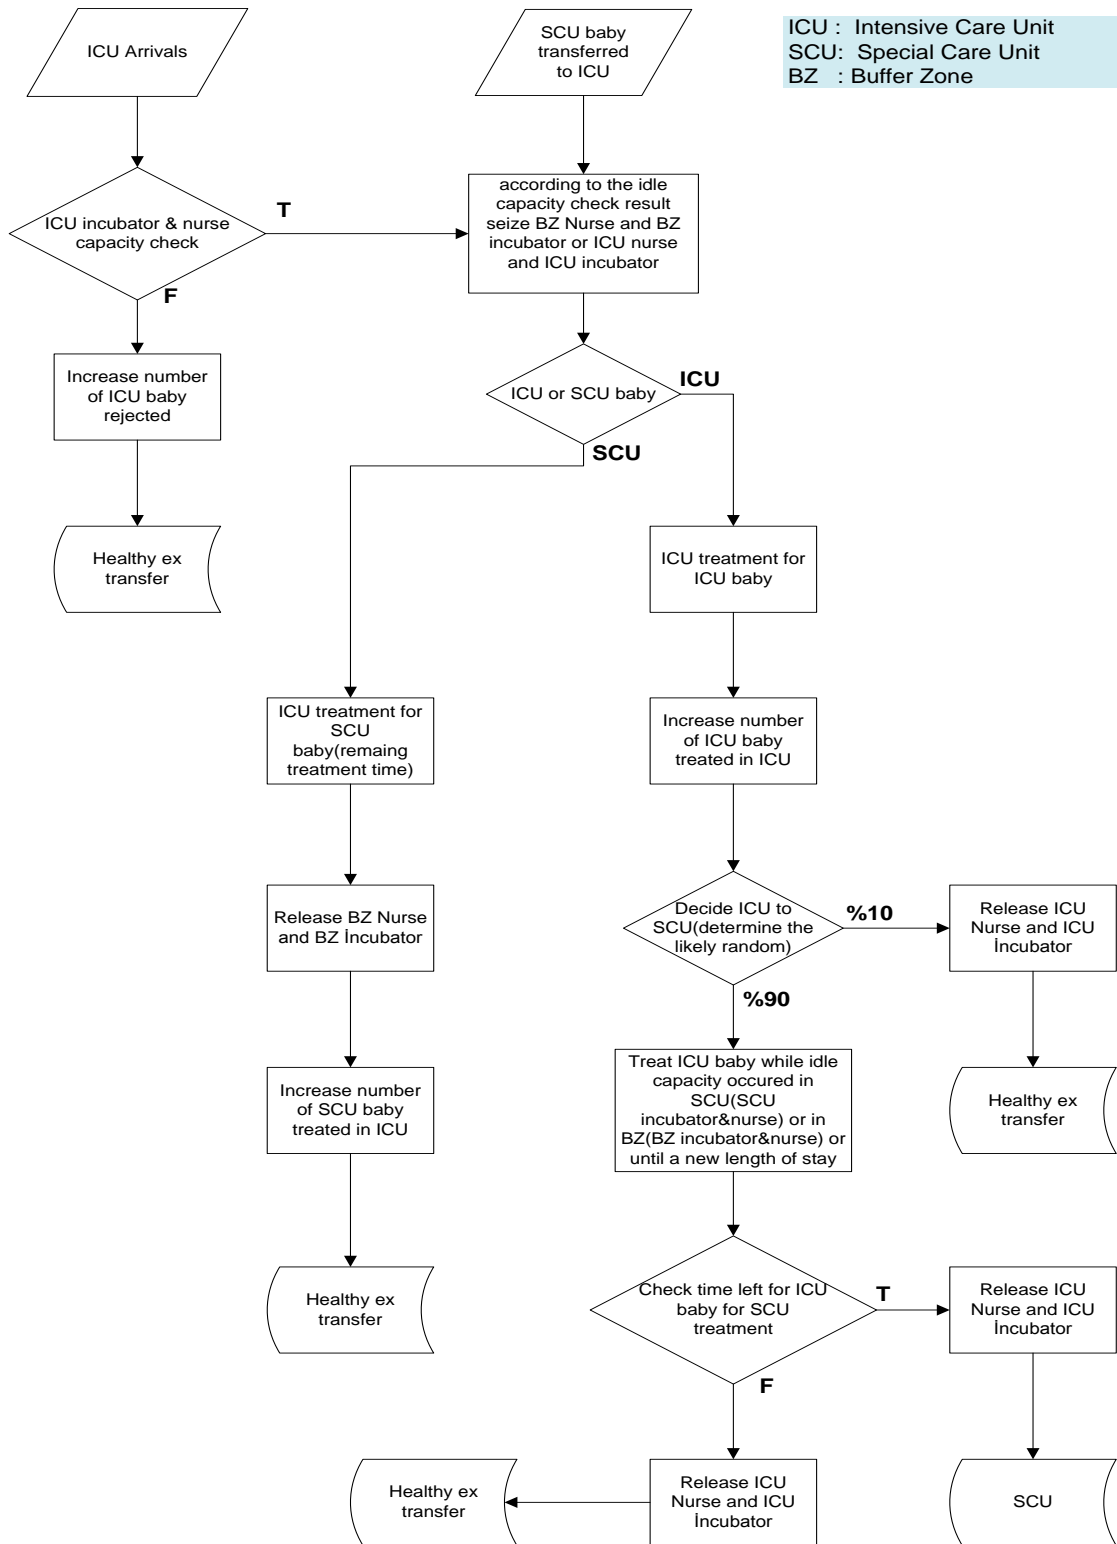 ICU Arrivals
SCU baby
transferred
to ICU
ICU : Intensive Care Unit
SCU: Special Care Unit
BZ : Buffer Zone
ICU incubator & nurse
capacity check
T
F
according to the idle
capacity check result
seize BZ Nurse and BZ
incubator or ICU nurse
and ICU incubator
Increase number
of ICU baby
rejected
ICU or SCU baby
ICU
SCU
Healthy ex
transfer
ICU treatment for
ICU baby
ICU treatment for
SCU
baby(remaing
treatment time)
Increase number
of ICU baby
treated in ICU
Release BZ Nurse
and BZ İncubator
Decide ICU to
SCU(determine the
likely random)
%10
%90
Release ICU
Nurse and ICU
İncubator
Increase number
of SCU baby
treated in ICU
Treat ICU baby while idle
capacity occured in
SCU(SCU
incubator&nurse) or in
BZ(BZ incubator&nurse) or
until a new length of stay
Healthy ex
transfer
Healthy ex
transfer
Check time left for ICU
baby for SCU
treatment
T
F
Release ICU
Nurse and ICU
İncubator
Healthy ex
transfer
Release ICU
Nurse and ICU
İncubator
SCU